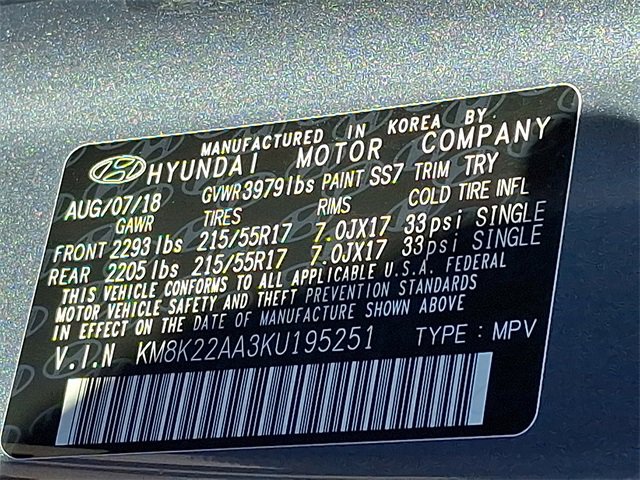 MANUFACTURED IN KOREA BY
HYUNDAI MOTOR COMPANY
AUG/07/18 GVWR3979lbs PAINT SS7 TRIM TRY
GAWR TIRES RIMS COLD TIRE INFL
FRONT 2293lbs 215/55R17 7.0JX17 33psi SINGLE
REAR 2205lbs 215/55R17 7.0JX17 33psi SINGLE
THIS VEHICLE CONFORMS TO ALL APPLICABLE U.S.A. FEDERAL
MOTOR VEHICLE SAFETY AND THEFT PREVENTION STANDARDS
IN EFFECT ON THE DATE OF MANUFACTURE SHOWN ABOVE
V.I.N KM8K22AA3KU195251 TYPE : MPV